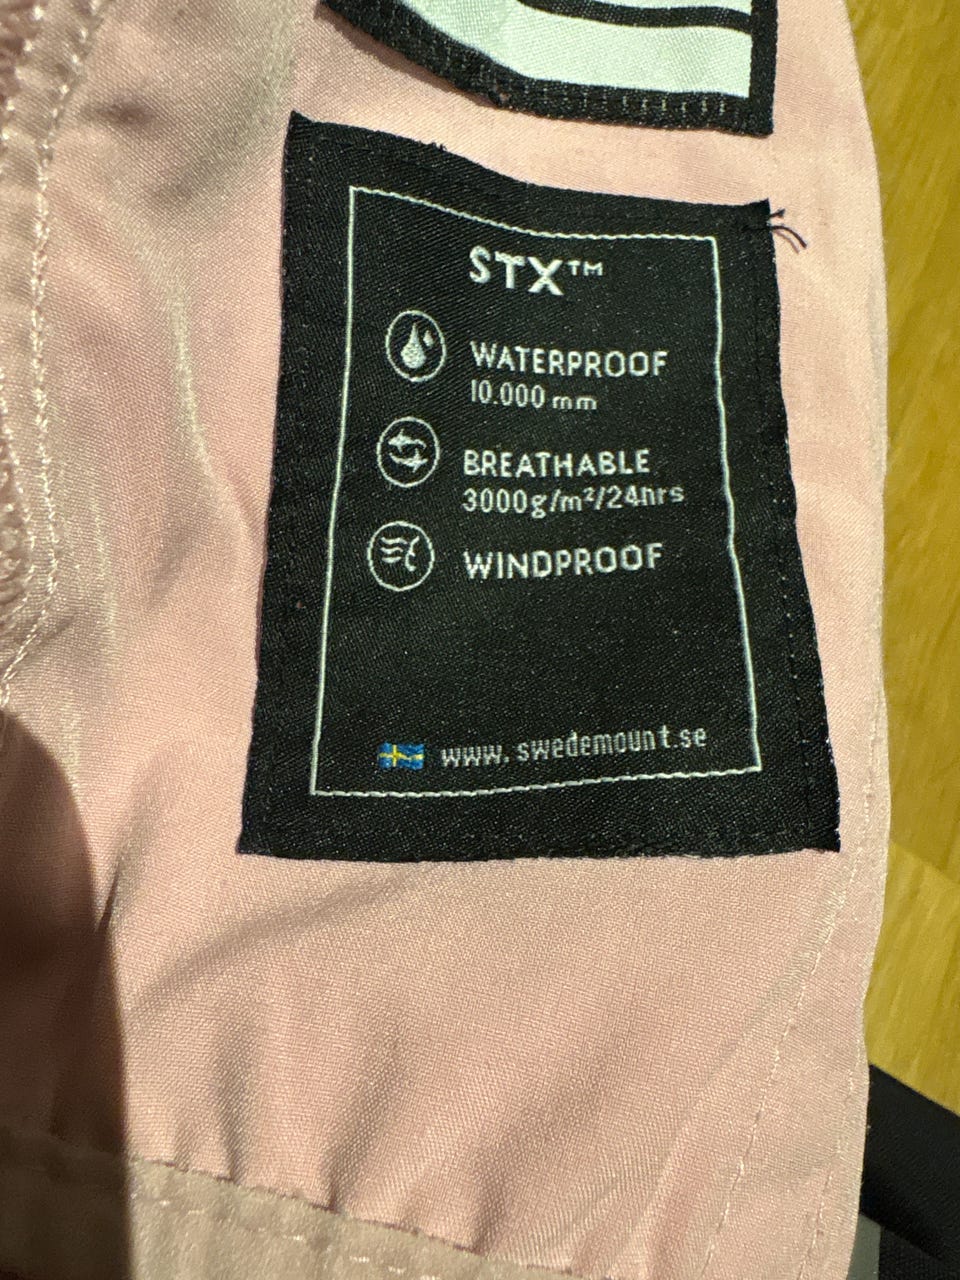 STX™
WATERPROOF
10.000 mm
BREATHABLE
3000g/m²/24hrs
WINDPROOF
www.swedemount.se